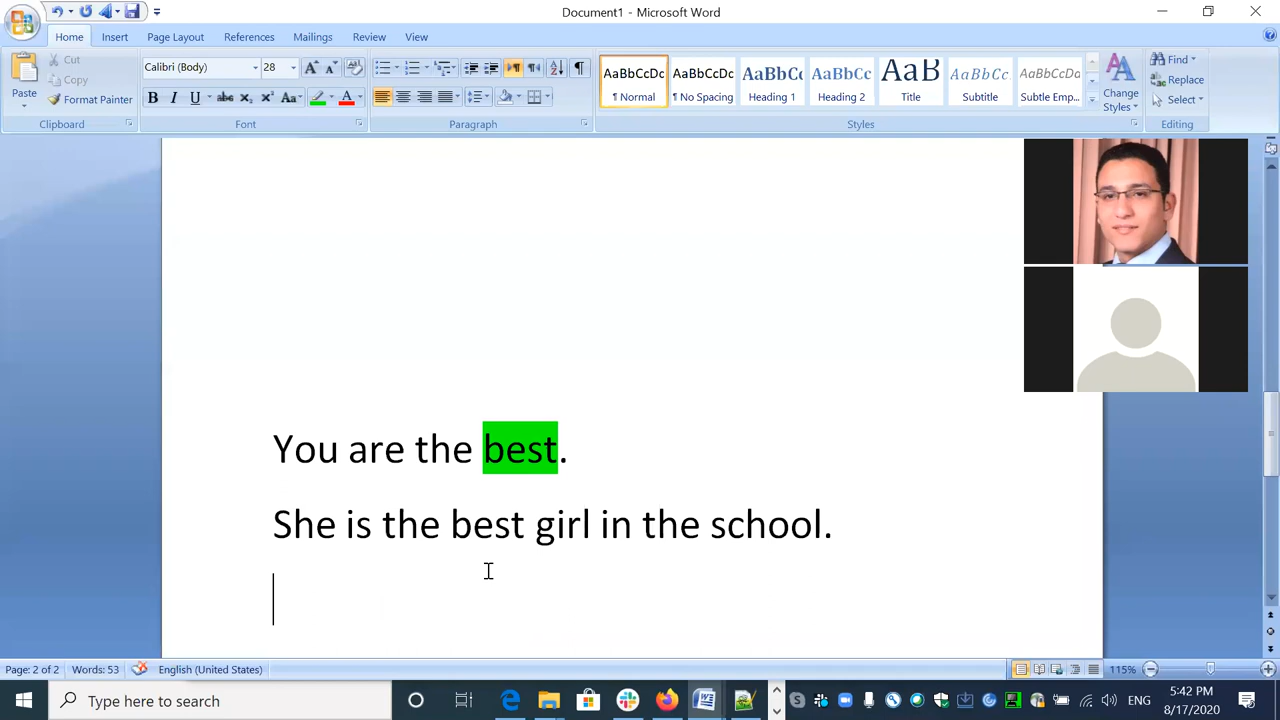 Document1 - Microsoft Word
Home Insert Page Layout References Mailings Review View
Paste
Cut
Copy
Format Painter
Clipboard
Calibri (Body) 28
Font
Paragraph
AaBbCcDc AaBbCcDc AaBbCc AaBbCc AaB AaBbCc AaBbCcDc
¶ Normal ¶ No Spacing Heading 1 Heading 2 Title Subtitle Subtle Emp...
Change
Styles
Styles
Find
Replace
Select
Editing
You are the best.
She is the best girl in the school.
Page: 2 of 2 Words: 53 English (United States) 115%
Type here to search
ENG
5:42 PM
8/17/2020